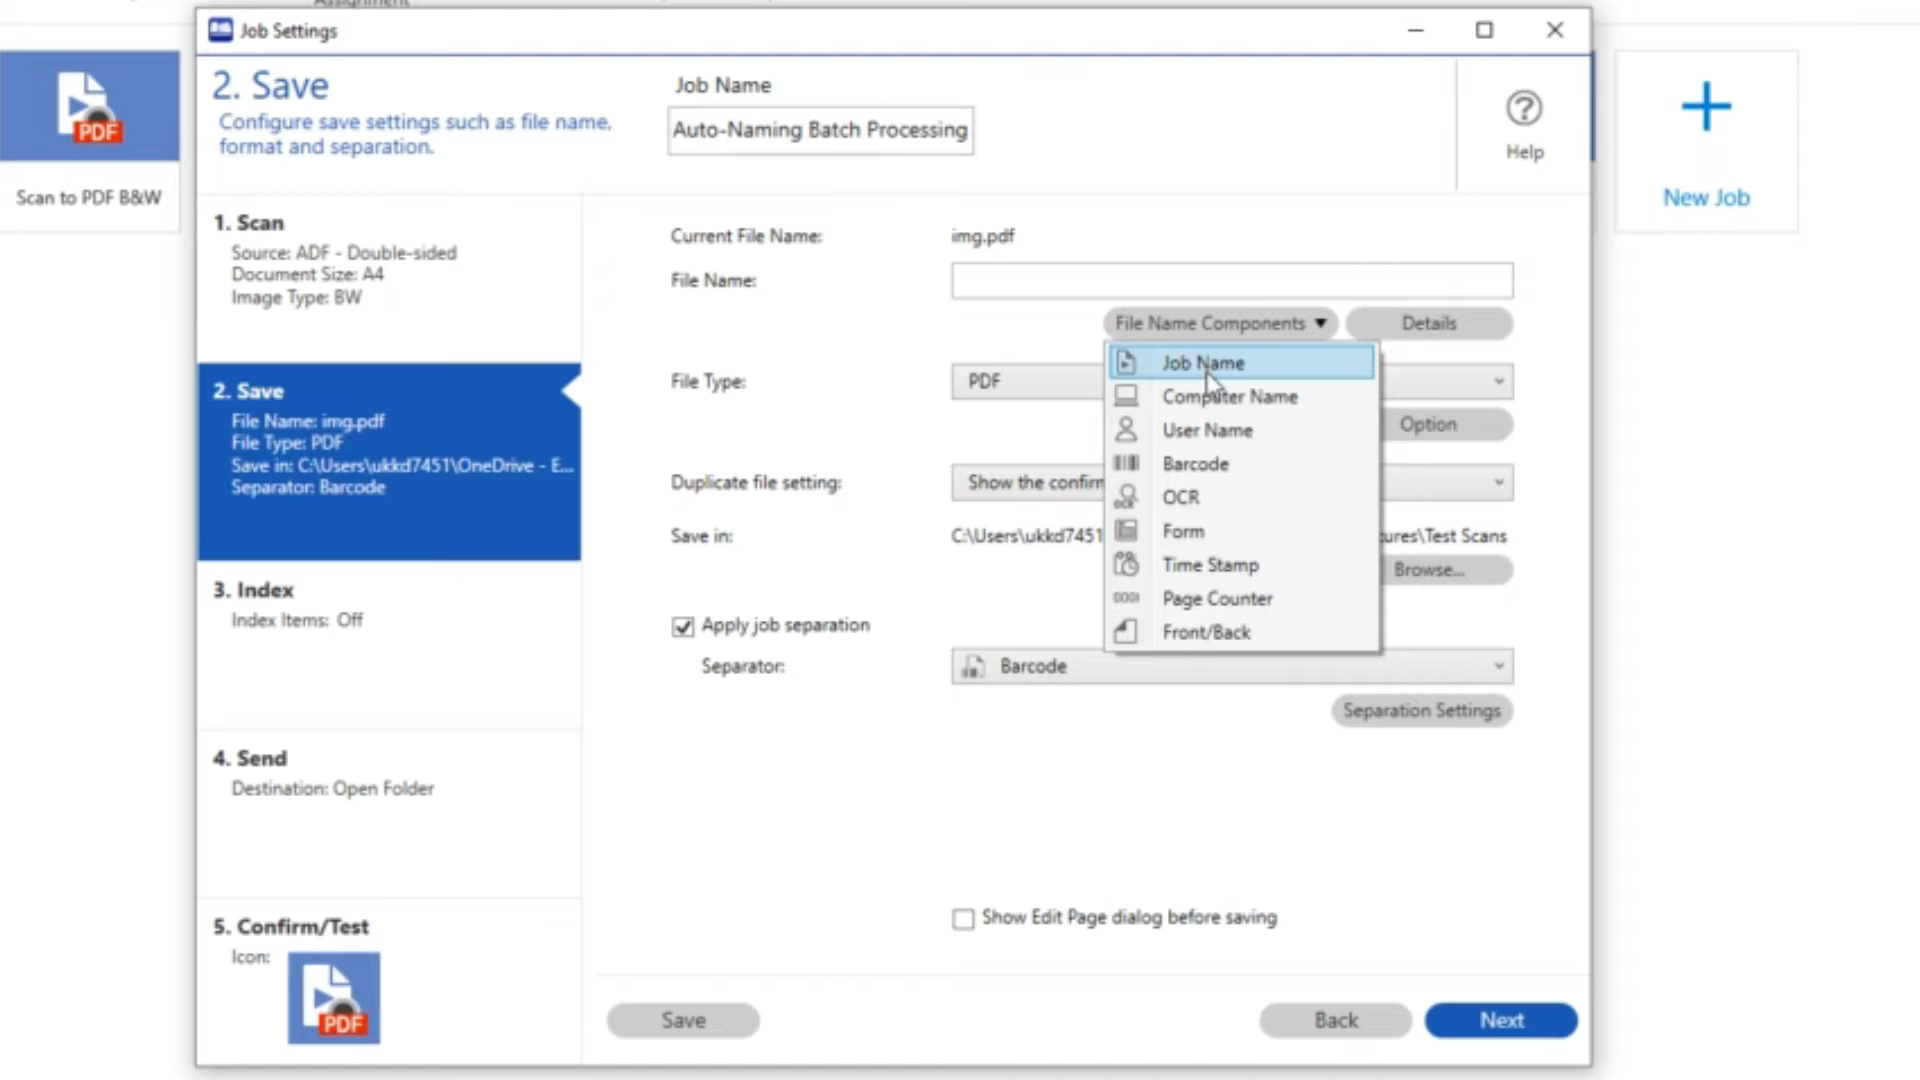 Assignment
Job Settings
2. Save
Configure save settings such as file name,
format and separation.
Job Name
Auto-Naming Batch Processing
Help
PDF
Scan to PDF B&W
New Job
1. Scan
Source: ADF - Double-sided
Document Size: A4
Image Type: BW
2. Save
File Name: img.pdf
File Type: PDF
Save in: C:\Users\ukkd7451\OneDrive - E...
Separator: Barcode
3. Index
Index Items: Off
4. Send
Destination: Open Folder
5. Confirm/Test
Icon:
PDF
Current File Name:
img.pdf
File Name:
File Name Components ▼
Details
Job Name
Computer Name
User Name
Barcode
OCR
OCR
Form
Time Stamp
Page Counter
Front/Back
File Type:
PDF
Option
Duplicate file setting:
Show the confirm
Save in:
C:\Users\ukkd7451
ures\Test Scans
Browse...
Apply job separation
Separator:
Barcode
Separation Settings
Show Edit Page dialog before saving
Save
Back
Next